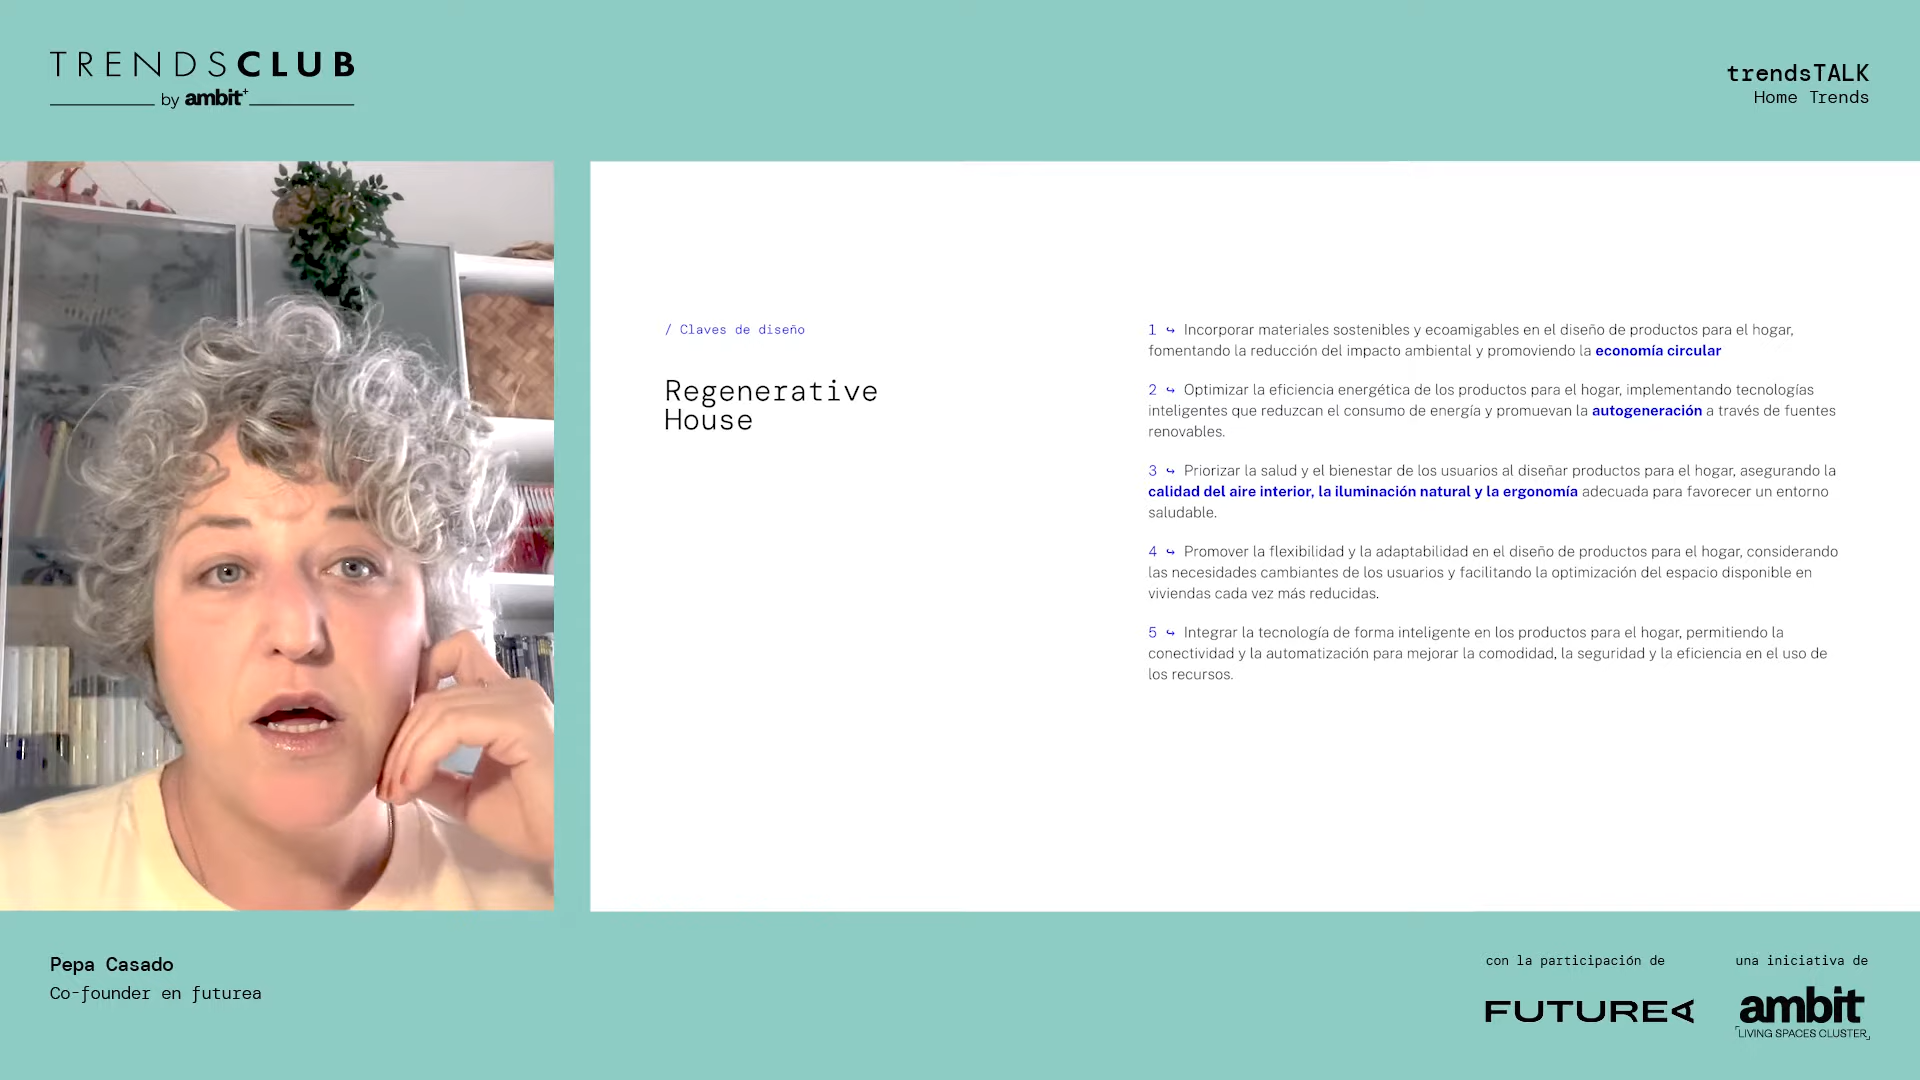 TRENDSCLUB
by ambit+
trendsTALK
Home Trends
/ Claves de diseño
Regenerative
House
1 ↪ Incorporar materiales sostenibles y ecoamigables en el diseño de productos para el hogar,
fomentando la reducción del impacto ambiental y promoviendo la economía circular
2 ↪ Optimizar la eficiencia energética de los productos para el hogar, implementando tecnologías
inteligentes que reduzcan el consumo de energía y promuevan la autogeneración a través de fuentes
renovables.
3 ↪ Priorizar la salud y el bienestar de los usuarios al diseñar productos para el hogar, asegurando la
calidad del aire interior, la iluminación natural y la ergonomía adecuada para favorecer un entorno
saludable.
4 ↪ Promover la flexibilidad y la adaptabilidad en el diseño de productos para el hogar, considerando
las necesidades cambiantes de los usuarios y facilitando la optimización del espacio disponible en
viviendas cada vez más reducidas.
5 ↪ Integrar la tecnología de forma inteligente en los productos para el hogar, permitiendo la
conectividad y la automatización para mejorar la comodidad, la seguridad y la eficiencia en el uso de
los recursos.
Pepa Casado
Co-founder en futurea
con la participación de
FUTUREA
una iniciativa de
ambit
LIVING SPACES CLUSTER